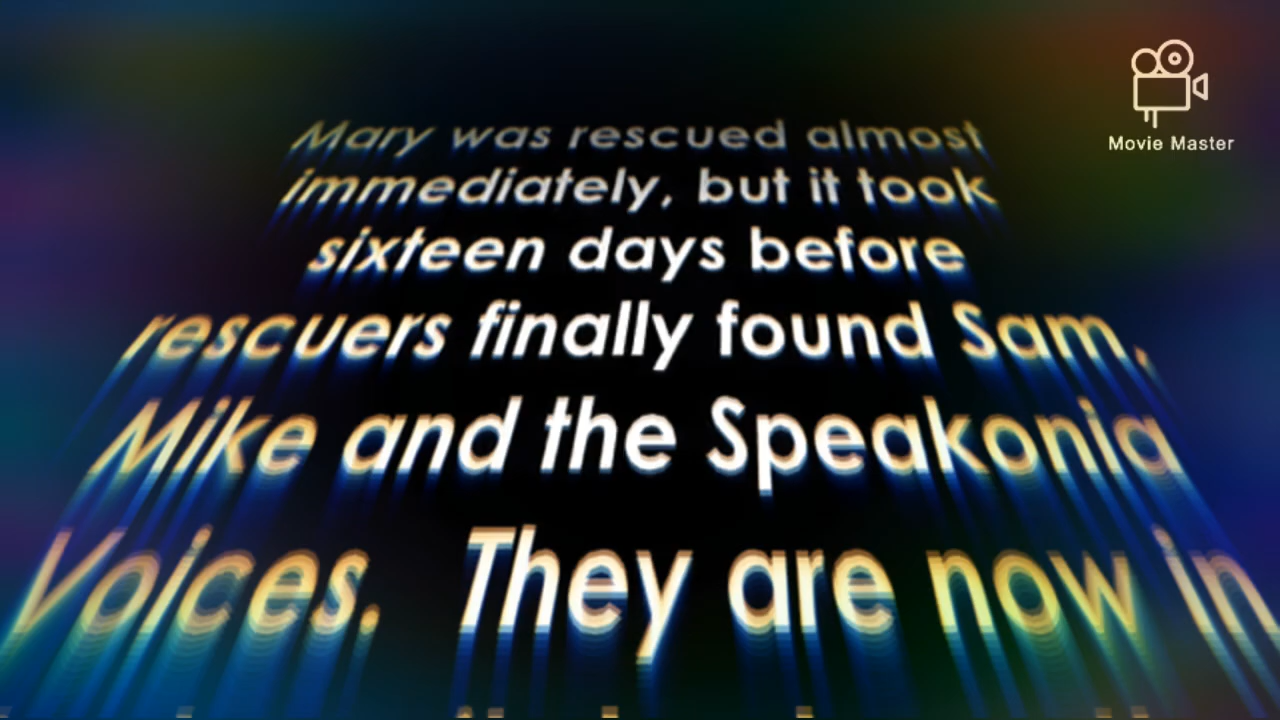 Movie Master
Mary was rescued almost
immediately, but it took
sixteen days before
rescuers finally found Sam,
Mike and the Speakonia
Voices. They are now in